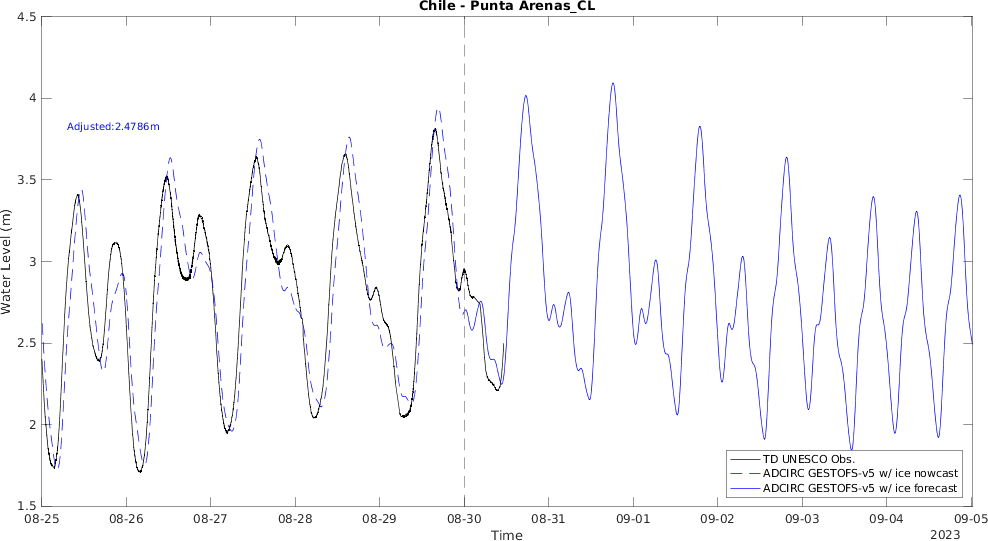 Chile - Punta Arenas_CL
4.5
4
3.5
3
2.5
2
1.5
Water Level (m)
Adjusted:2.4786m
TD UNESCO Obs.
ADCIRC GESTOFS-v5 w/ ice nowcast
ADCIRC GESTOFS-v5 w/ ice forecast
08-25 08-26 08-27 08-28 08-29 08-30 08-31 09-01 09-02 09-03 09-04 09-05
Time
2023